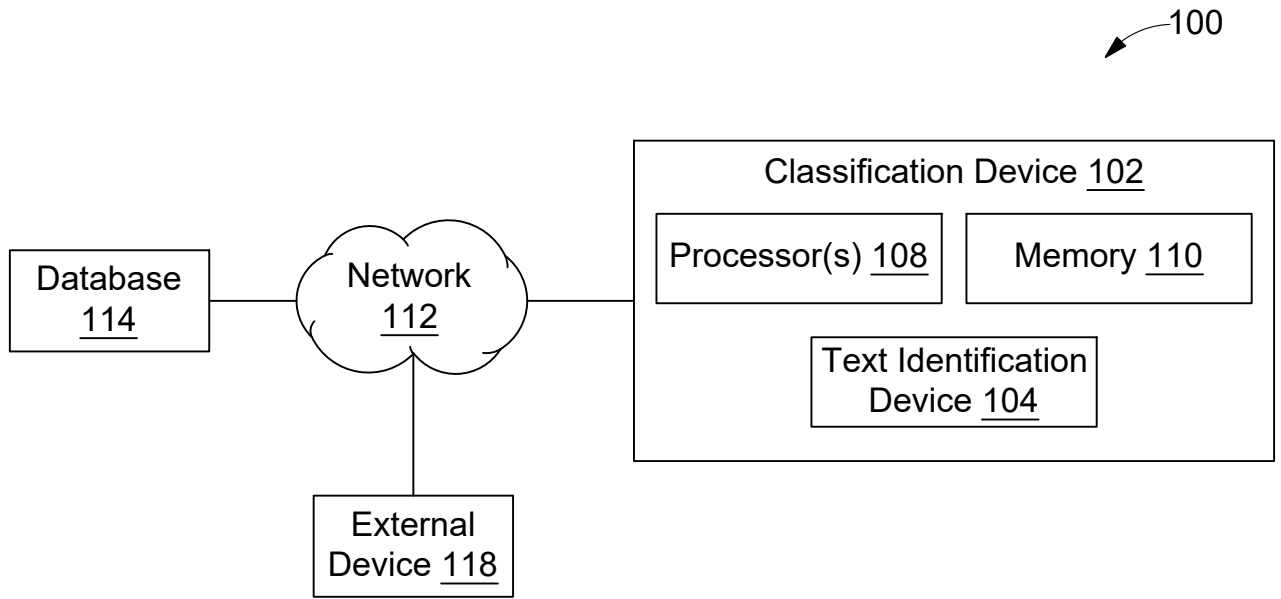 100
Classification Device 102
Processor(s) 108
Memory 110
Text Identification
Device 104
Database
114
Network
112
External
Device 118